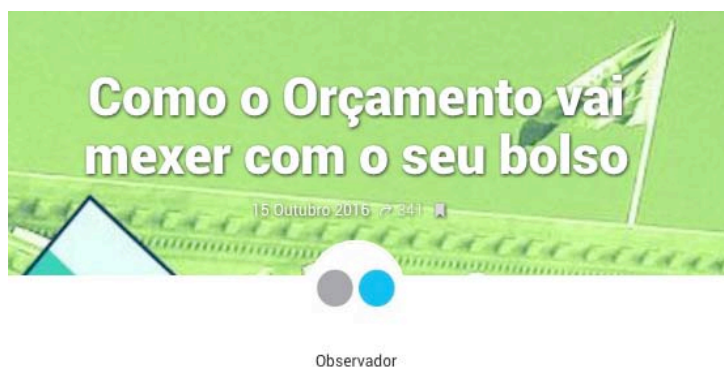 Como o Orçamento vai
mexer com o seu bolso
15 Outubro 2016 341
Observador